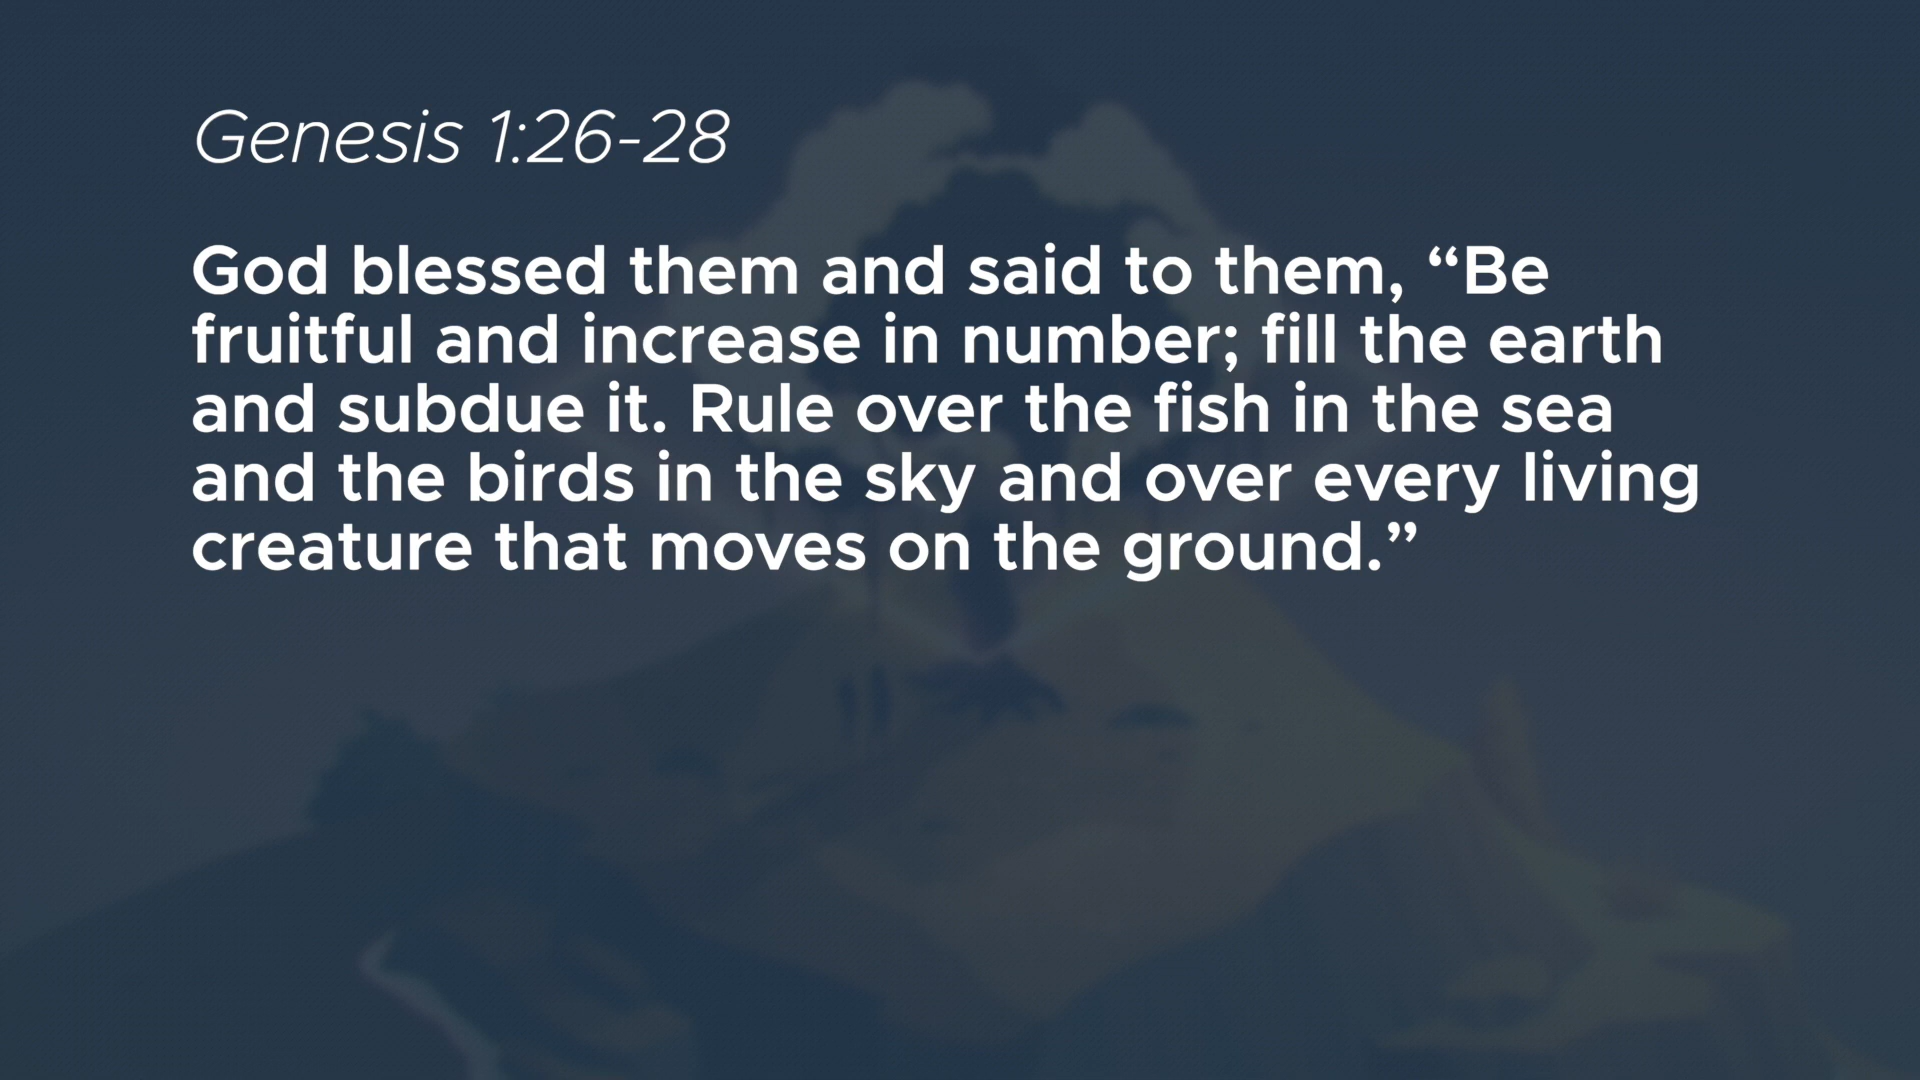 Genesis 1:26-28
God blessed them and said to them, “Be
fruitful and increase in number; fill the earth
and subdue it. Rule over the fish in the sea
and the birds in the sky and over every living
creature that moves on the ground.”